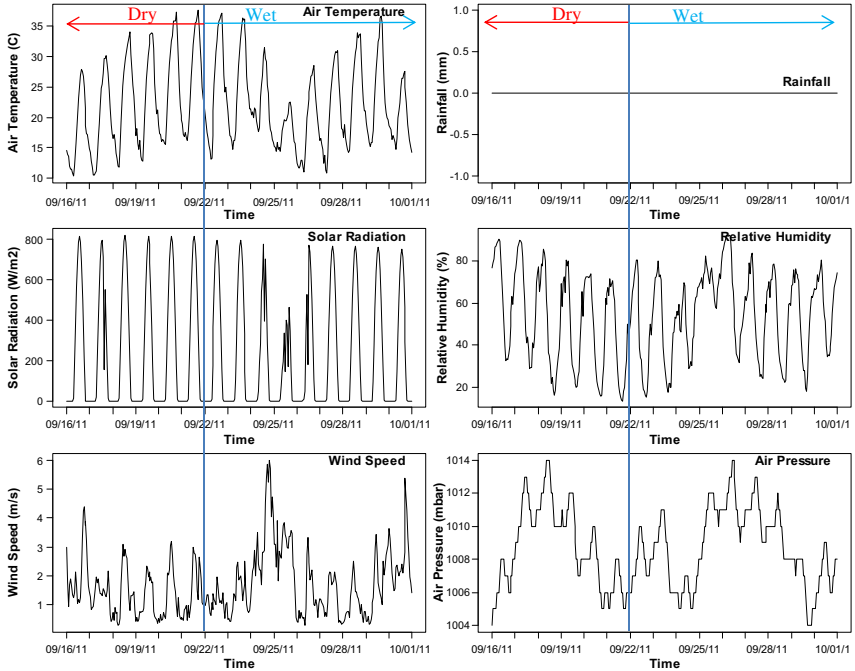 Dry Wet Air Temperature
Air Temperature (C)
35
30
25
20
15
10
09/16/11 09/19/11 09/22/11 09/25/11 09/28/11 10/01/11
Time
Dry Wet
Rainfall
Rainfall (mm)
1.0
0.5
0.0
-0.5
-1.0
09/16/11 09/19/11 09/22/11 09/25/11 09/28/11 10/01/1
Time
Solar Radiation
Solar Radiation (W/m2)
800
600
400
200
0
09/16/11 09/19/11 09/22/11 09/25/11 09/28/11 10/01/11
Time
Relative Humidity
Relative Humidity (%)
80
60
40
20
09/16/11 09/19/11 09/22/11 09/25/11 09/28/11 10/01/1
Time
Wind Speed
Wind Speed (m/s)
6
5
4
3
2
1
09/16/11 09/19/11 09/22/11 09/25/11 09/28/11 10/01/11
Time
Air Pressure
Air Pressure (mbar)
1014
1012
1010
1008
1006
1004
09/16/11 09/19/11 09/22/11 09/25/11 09/28/11 10/01/1
Time